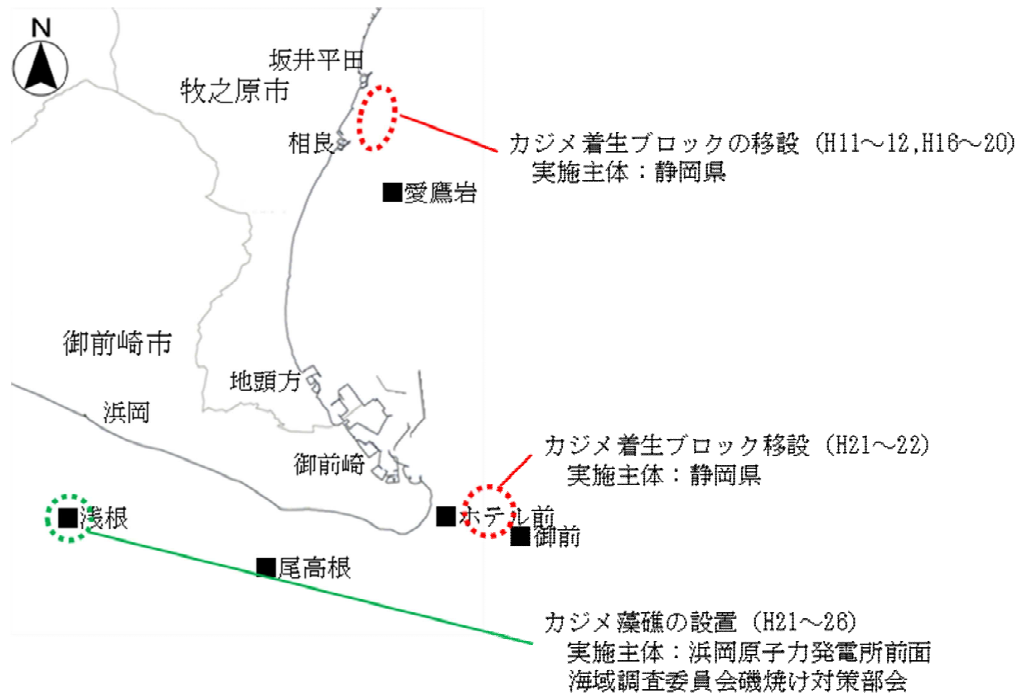 N
坂井平田
牧之原市
相良
カジメ着生ブロックの移設 (H11～12,H16～20)
実施主体：静岡県
■愛鷹岩
御前崎市
地頭方
浜岡
カジメ着生ブロック移設 (H21～22)
御前崎
実施主体：静岡県
■浅根
■ホテル前
■御前
■尾高根
カジメ藻礁の設置 (H21～26)
実施主体：浜岡原子力発電所前面
海域調査委員会磯焼け対策部会